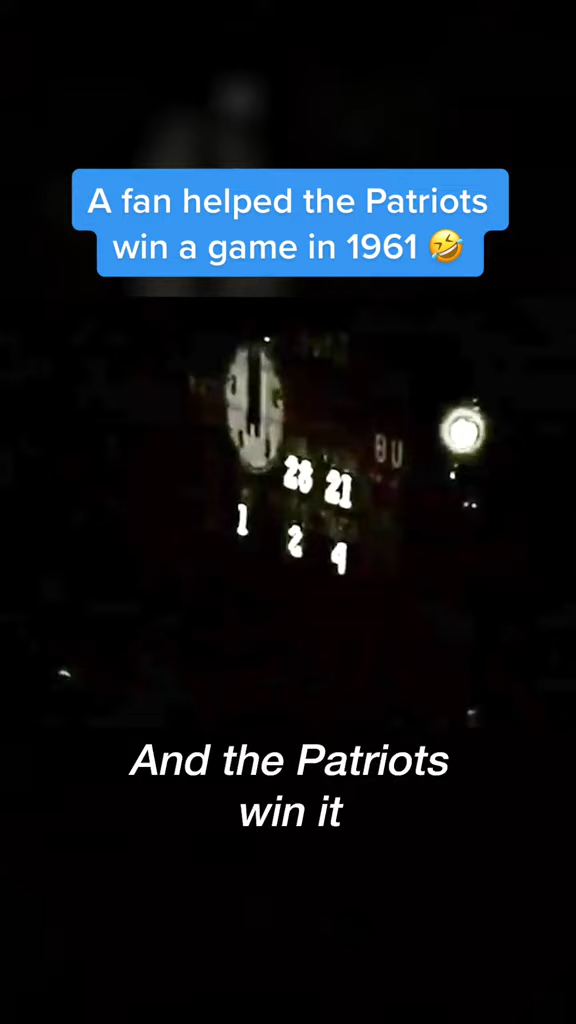 A fan helped the Patriots
win a game in 1961 🤣
BU
28 21
1 2 4
And the Patriots
win it